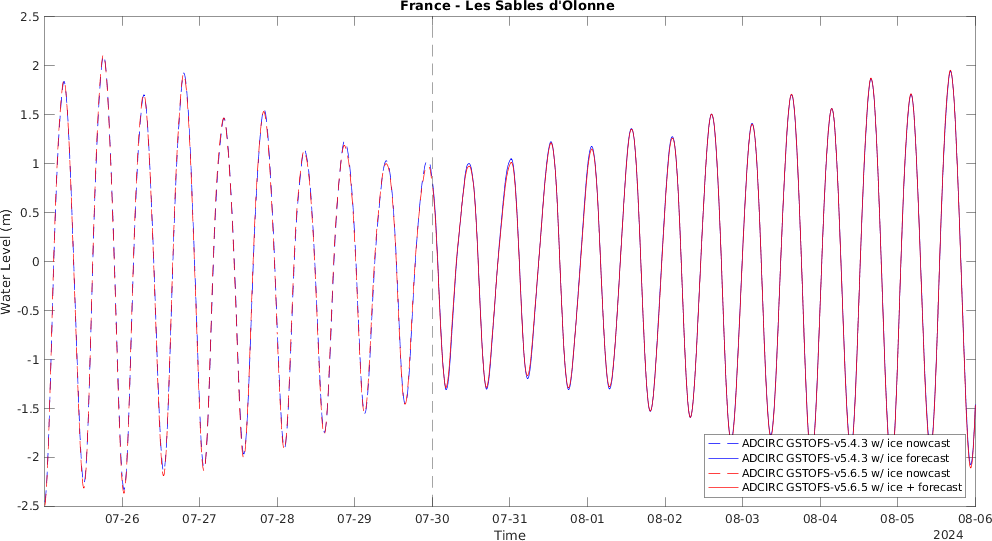 France - Les Sables d'Olonne
2.5
2
1.5
1
0.5
0
-0.5
-1
-1.5
-2
-2.5
Water Level (m)
ADCIRC GSTOFS-v5.4.3 w/ ice nowcast
ADCIRC GSTOFS-v5.4.3 w/ ice forecast
ADCIRC GSTOFS-v5.6.5 w/ ice nowcast
ADCIRC GSTOFS-v5.6.5 w/ ice + forecast
07-26 07-27 07-28 07-29 07-30 07-31 08-01 08-02 08-03 08-04 08-05 08-06
Time
2024